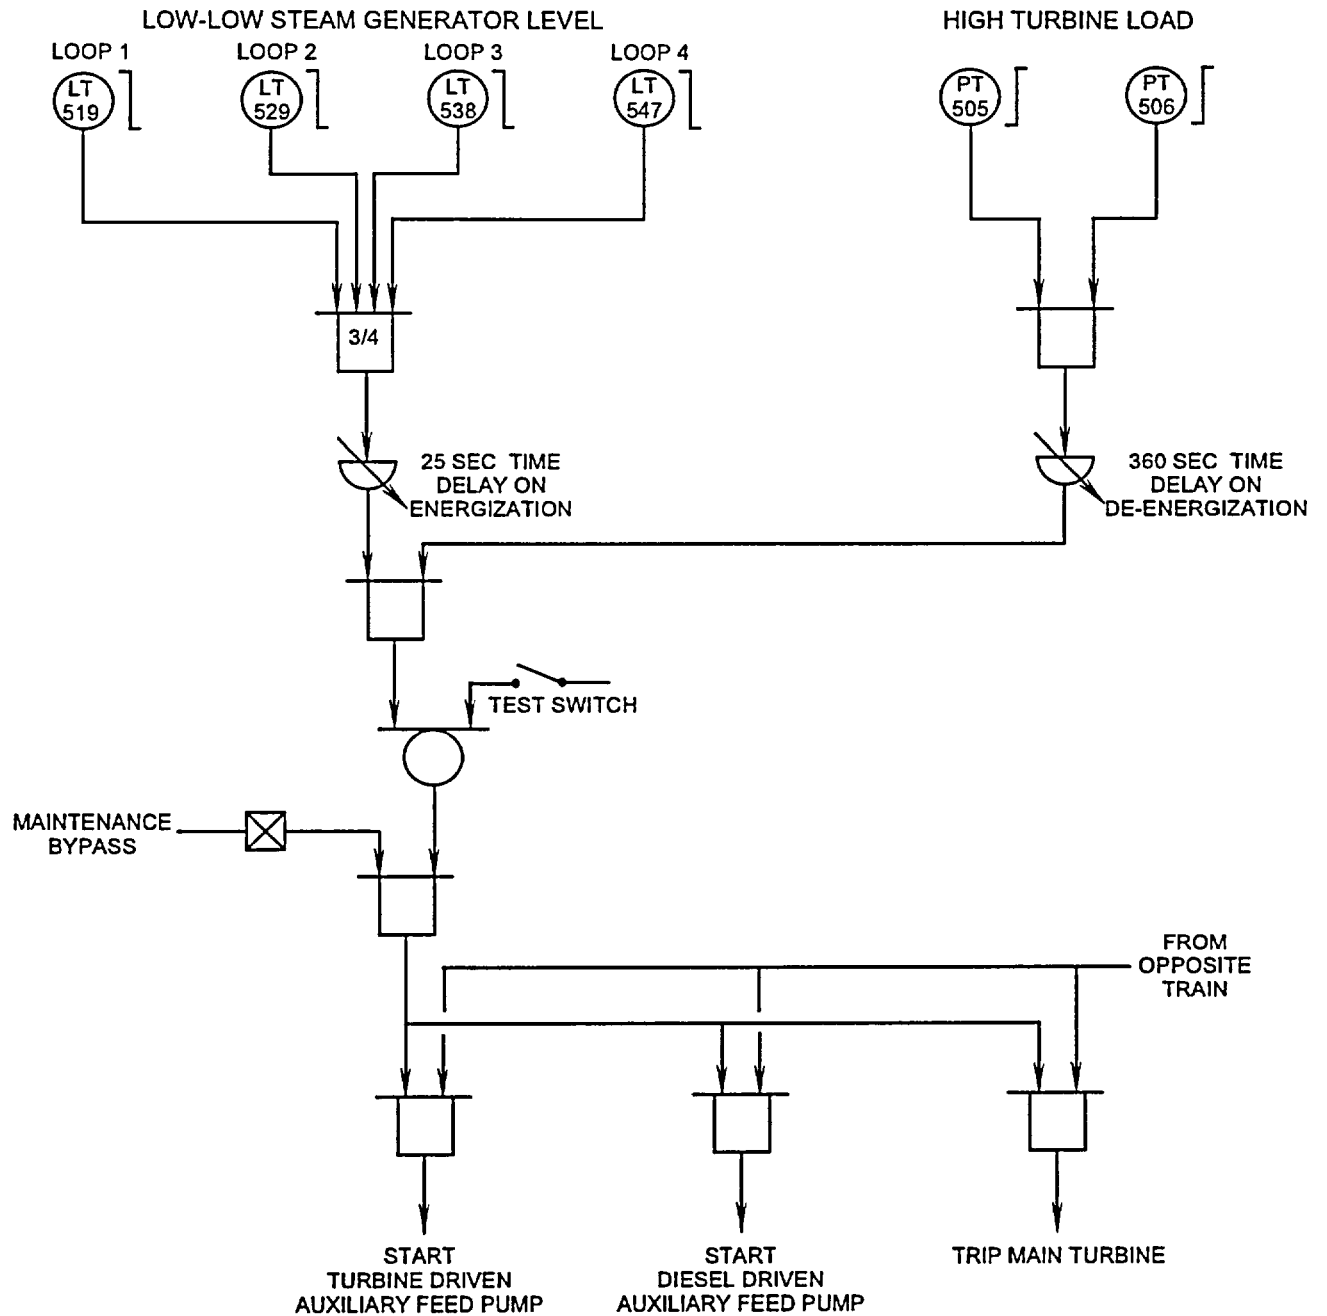 LOW-LOW STEAM GENERATOR LEVEL
HIGH TURBINE LOAD
LOOP 1
LOOP 2
LOOP 3
LOOP 4
LT
519
LT
529
LT
538
LT
547
PT
505
PT
506
3/4
25 SEC TIME
DELAY ON
ENERGIZATION
360 SEC TIME
DELAY ON
DE-ENERGIZATION
TEST SWITCH
MAINTENANCE
BYPASS
FROM
OPPOSITE
TRAIN
START
TURBINE DRIVEN
AUXILIARY FEED PUMP
START
DIESEL DRIVEN
AUXILIARY FEED PUMP
TRIP MAIN TURBINE